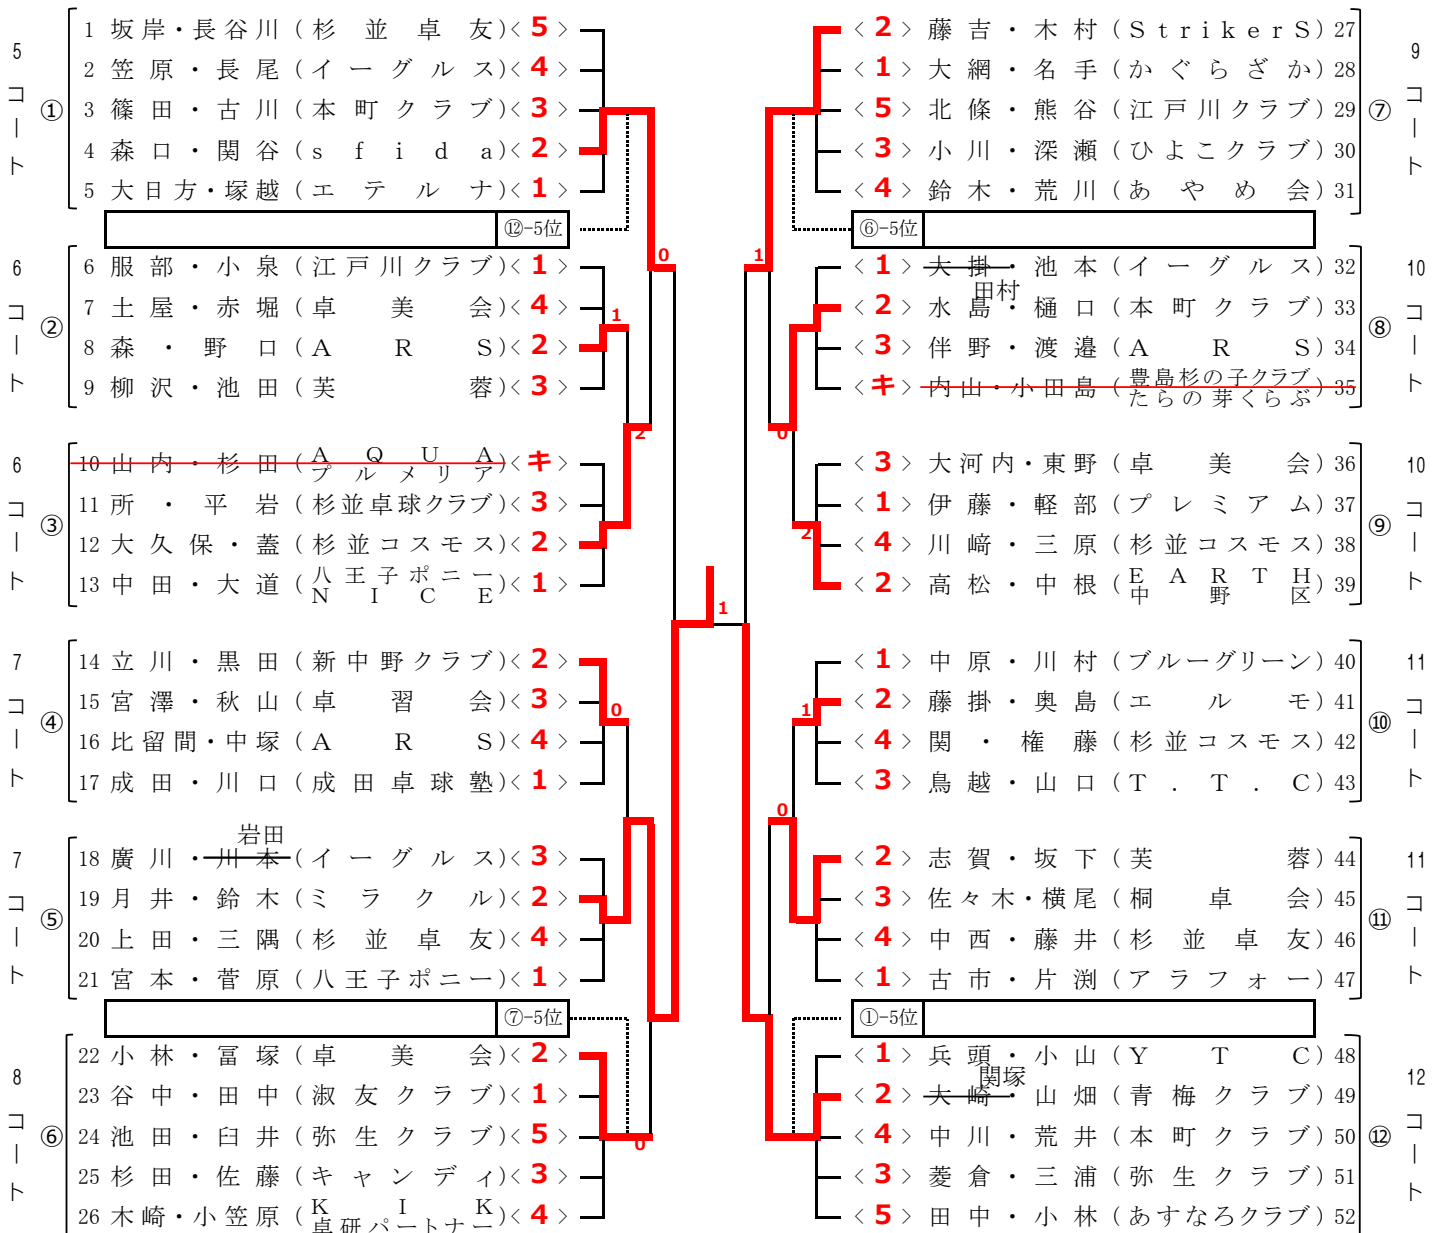 5コート
①
1 坂岸・長谷川 (杉並卓友) < 5 >
2 笠原・長尾 (イーグルス) < 4 >
3 篠田・古川 (本町クラブ) < 3 >
4 森口・関谷 (sfida) < 2 >
5 大日方・塚越 (エテルナ) < 1 >
⑫-5位
6コート
②
6 服部・小泉 (江戸川クラブ) < 1 >
7 土屋・赤堀 (卓美会) < 4 >
8 森・野口 (ARS) < 2 >
9 柳沢・池田 (芙蓉) < 3 >
6コート
③
10 山内・杉田 (AQUA プルメリア) < キ >
11 所・平岩 (杉並卓球クラブ) < 3 >
12 大久保・蓋 (杉並コスモス) < 2 >
13 中田・大道 (八王子ポニー NICE) < 1 >
7コート
④
14 立川・黒田 (新中野クラブ) < 2 >
15 宮澤・秋山 (卓習会) < 3 >
16 比留間・中塚 (ARS) < 4 >
17 成田・川口 (成田卓球塾) < 1 >
7コート
⑤
岩田
18 廣川・川本 (イーグルス) < 3 >
19 月井・鈴木 (ミラクル) < 2 >
20 上田・三隅 (杉並卓友) < 4 >
21 宮本・菅原 (八王子ポニー) < 1 >
⑦-5位
8コート
⑥
22 小林・冨塚 (卓美会) < 2 >
23 谷中・田中 (淑友クラブ) < 1 >
24 池田・臼井 (弥生クラブ) < 5 >
25 杉田・佐藤 (キャンディ) < 3 >
26 木崎・小笠原 (KIK 卓研パートナー) < 4 >
0
1
2
0
0
1
1
0
2
1
0
< 2 > 藤吉・木村 (StrikerS) 27
< 1 > 大網・名手 (かぐらざか) 28
< 5 > 北條・熊谷 (江戸川クラブ) 29
< 3 > 小川・深瀬 (ひよこクラブ) 30
< 4 > 鈴木・荒川 (あやめ会) 31
⑦
9コート
⑥-5位
< 1 > 大掛・池本 (イーグルス) 32
田村
< 2 > 水島・樋口 (本町クラブ) 33
< 3 > 伴野・渡邉 (ARS) 34
< キ > 内山・小田島 (豊島杉の子クラブ たらの芽くらぶ) 35
⑧
10コート
< 3 > 大河内・東野 (卓美会) 36
< 1 > 伊藤・軽部 (プレミアム) 37
< 4 > 川﨑・三原 (杉並コスモス) 38
< 2 > 高松・中根 (EARTH 中野区) 39
⑨
10コート
< 1 > 中原・川村 (ブルーグリーン) 40
< 2 > 藤掛・奥島 (エルモ) 41
< 4 > 関・権藤 (杉並コスモス) 42
< 3 > 鳥越・山口 (T.T.C) 43
⑩
11コート
< 2 > 志賀・坂下 (芙蓉) 44
< 3 > 佐々木・横尾 (桐卓会) 45
< 4 > 中西・藤井 (杉並卓友) 46
< 1 > 古市・片渕 (アラフォー) 47
⑪
11コート
①-5位
< 1 > 兵頭・小山 (YTC) 48
関塚
< 2 > 大崎・山畑 (青梅クラブ) 49
< 4 > 中川・荒井 (本町クラブ) 50
< 3 > 菱倉・三浦 (弥生クラブ) 51
< 5 > 田中・小林 (あすなろクラブ) 52
⑫
12コート